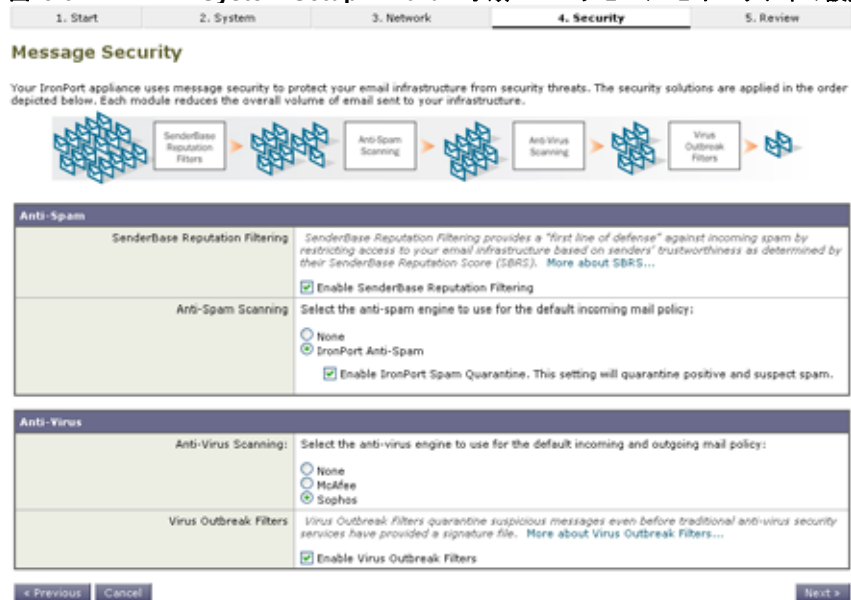 System Setup
1. Start 2. System 3. Network 4. Security 5. Review
Message Security
Your IronPort appliance uses message security to protect your email infrastructure from security threats. The security solutions are applied in the order
depicted below. Each module reduces the overall volume of email sent to your infrastructure.
SenderBase
Reputation
Filters
Anti-Spam
Scanning
Anti-Virus
Scanning
Virus
Outbreak
Filters
Anti-Spam
SenderBase Reputation Filtering
SenderBase Reputation Filtering provides a "first line of defense" against incoming spam by
restricting access to your email infrastructure based on senders' trustworthiness as determined by
their SenderBase Reputation Score (SBRS). More about SBRS...
Enable SenderBase Reputation Filtering
Anti-Spam Scanning
Select the anti-spam engine to use for the default incoming mail policy:
None
IronPort Anti-Spam
Enable IronPort Spam Quarantine. This setting will quarantine positive and suspect spam.
Anti-Virus
Anti-Virus Scanning:
Select the anti-virus engine to use for the default incoming and outgoing mail policy:
None
McAfee
Sophos
Virus Outbreak Filters
Virus Outbreak Filters quarantine suspicious messages even before traditional anti-virus security
services have provided a signature file. More about Virus Outbreak Filters...
Enable Virus Outbreak Filters
« Previous Cancel Next »